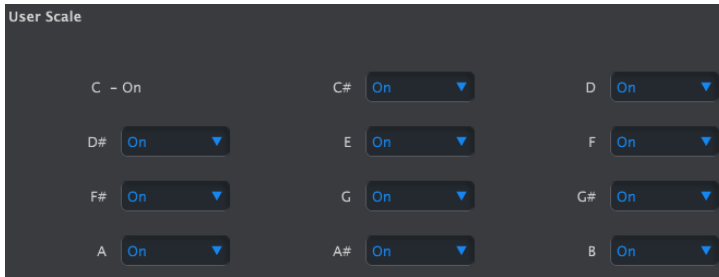 User Scale
C – On C# On D On
D# On E On F On
F# On G On G# On
A On A# On B On